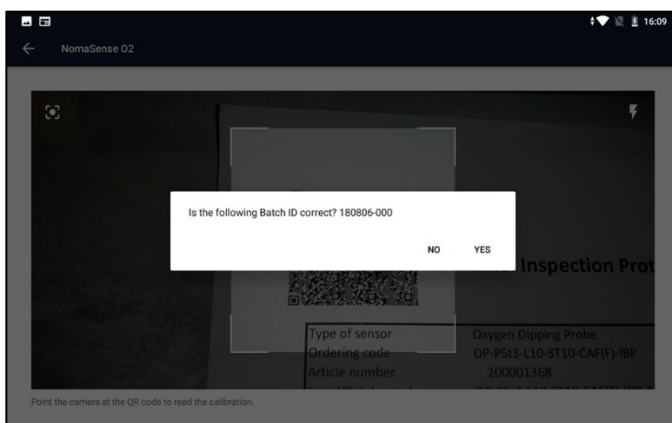 16:09
NomaSense O2
Is the following Batch ID correct? 180806-000
NO YES
Inspection Prot
Type of sensor Oxygen Dipping Probe
Ordering code DP-PSt3-L10-ST10-CAF(F)-IBP
Article number 200001368
Point the camera at the QR code to read the calibration.